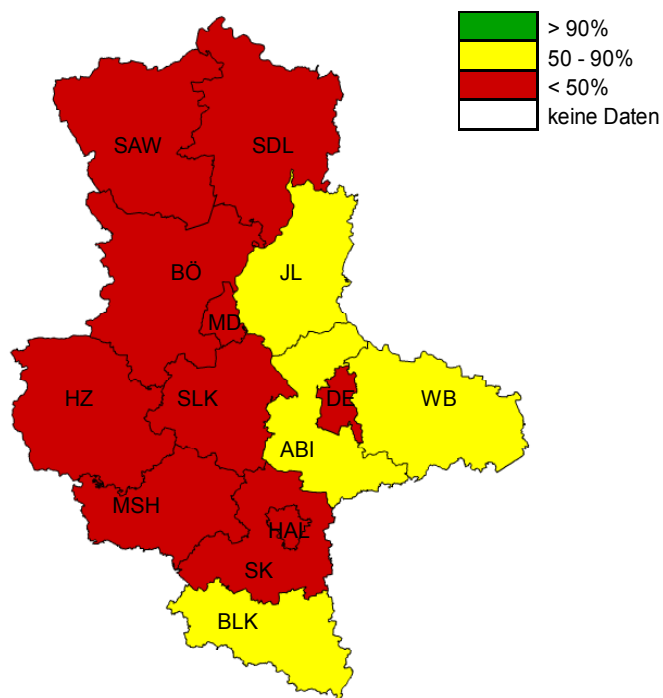 > 90%
50 - 90%
< 50%
keine Daten
SAW
SDL
BÖ
JL
MD
HZ
SLK
DE
WB
ABI
MSH
HAL
SK
BLK